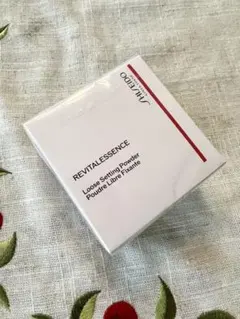 SHISEIDO
REVITALESSENCE
Loose Setting Powder
Poudre Libre Fixante